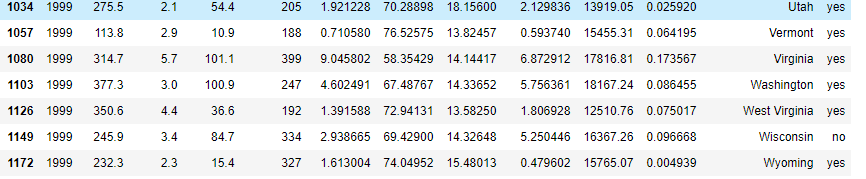 1034 1999 275.5 2.1 54.4 205 1.921228 70.28898 18.15600 2.129836 13919.05 0.025920 Utah yes
1057 1999 113.8 2.9 10.9 188 0.710580 76.52575 13.82457 0.593740 15455.31 0.064195 Vermont yes
1080 1999 314.7 5.7 101.1 399 9.045802 58.35429 14.14417 6.872912 17816.81 0.173567 Virginia yes
1103 1999 377.3 3.0 100.9 247 4.602491 67.48767 14.33652 5.756361 18167.24 0.086455 Washington yes
1126 1999 350.6 4.4 36.6 192 1.391588 72.94131 13.58250 1.806928 12510.76 0.075017 West Virginia yes
1149 1999 245.9 3.4 84.7 334 2.938665 69.42900 14.32648 5.250446 16367.26 0.096668 Wisconsin no
1172 1999 232.3 2.3 15.4 327 1.613004 74.04952 15.48013 0.479602 15765.07 0.004939 Wyoming yes